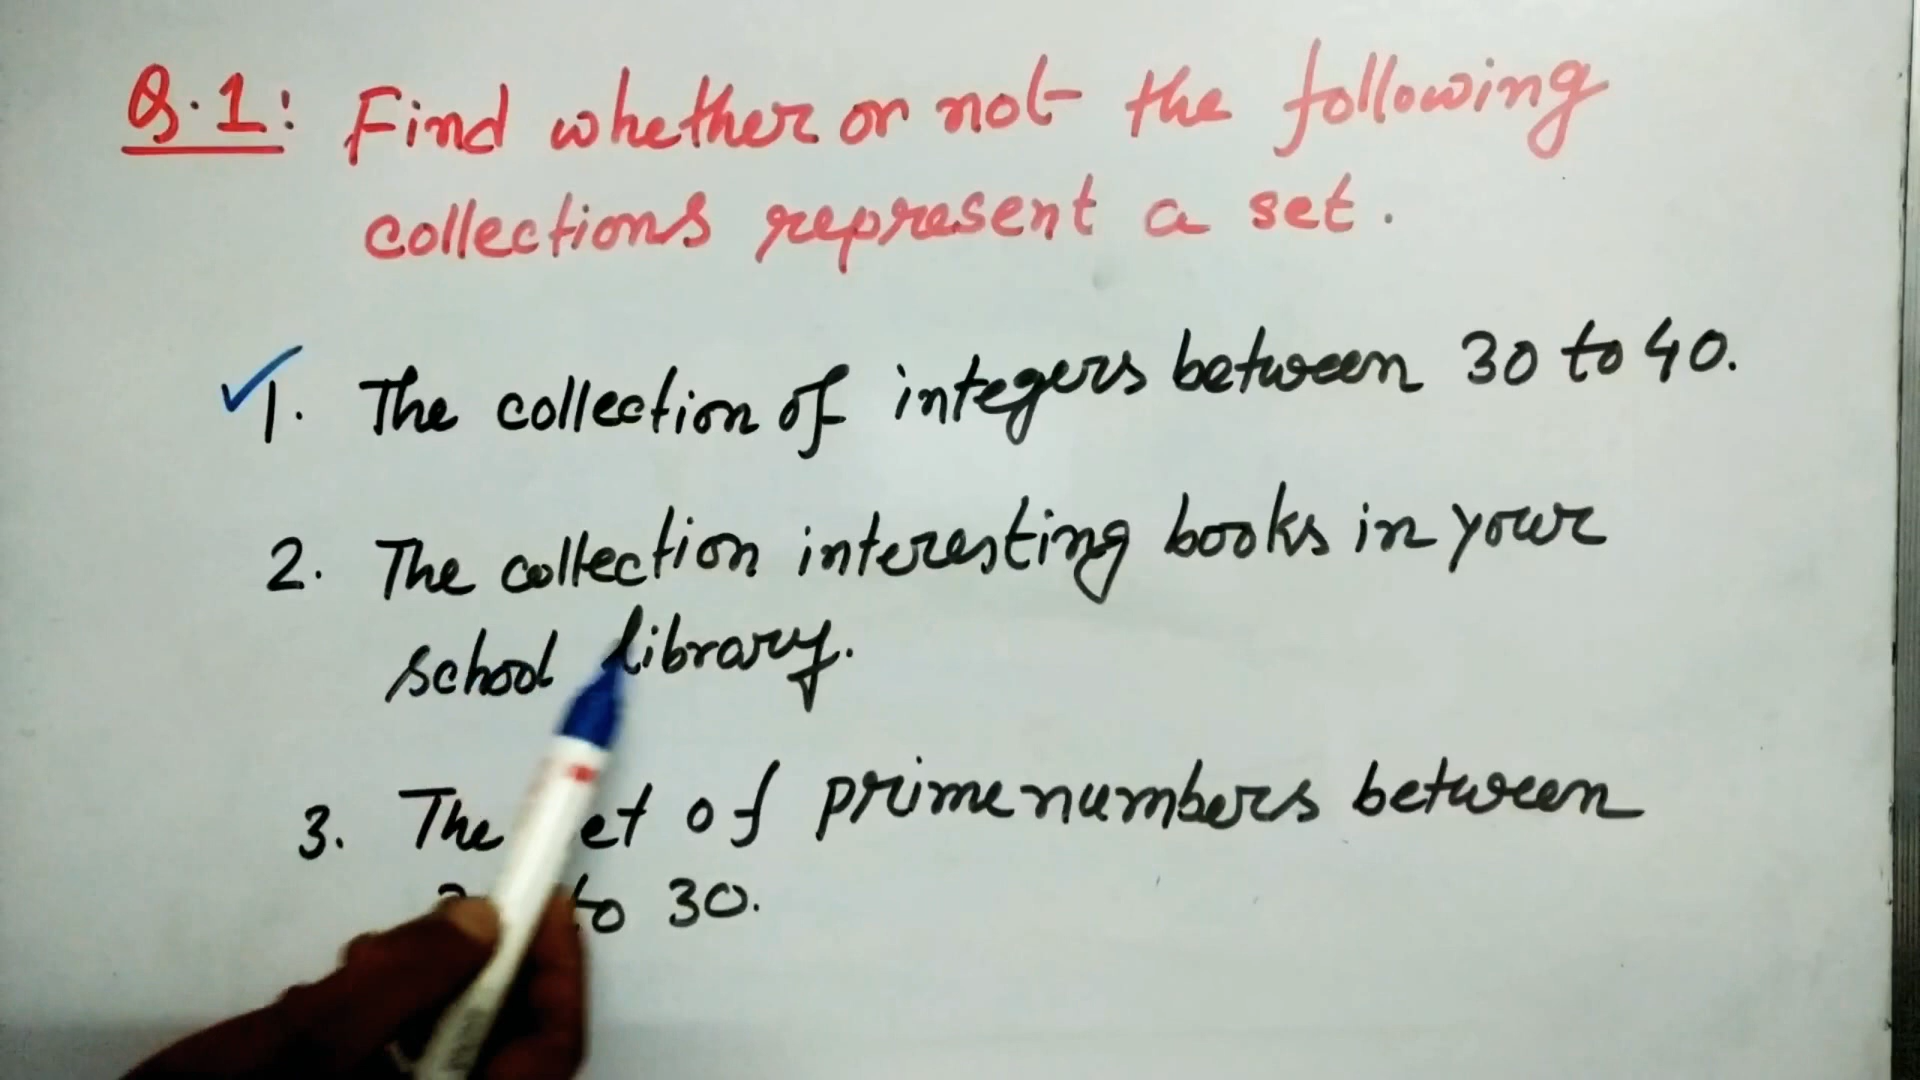 Q.1: Find whether or not the following
collections represent a set.
1. The collection of integers between 30 to 40.
2. The collection interesting books in your
school library.
3. The et of prime numbers between
to 30.